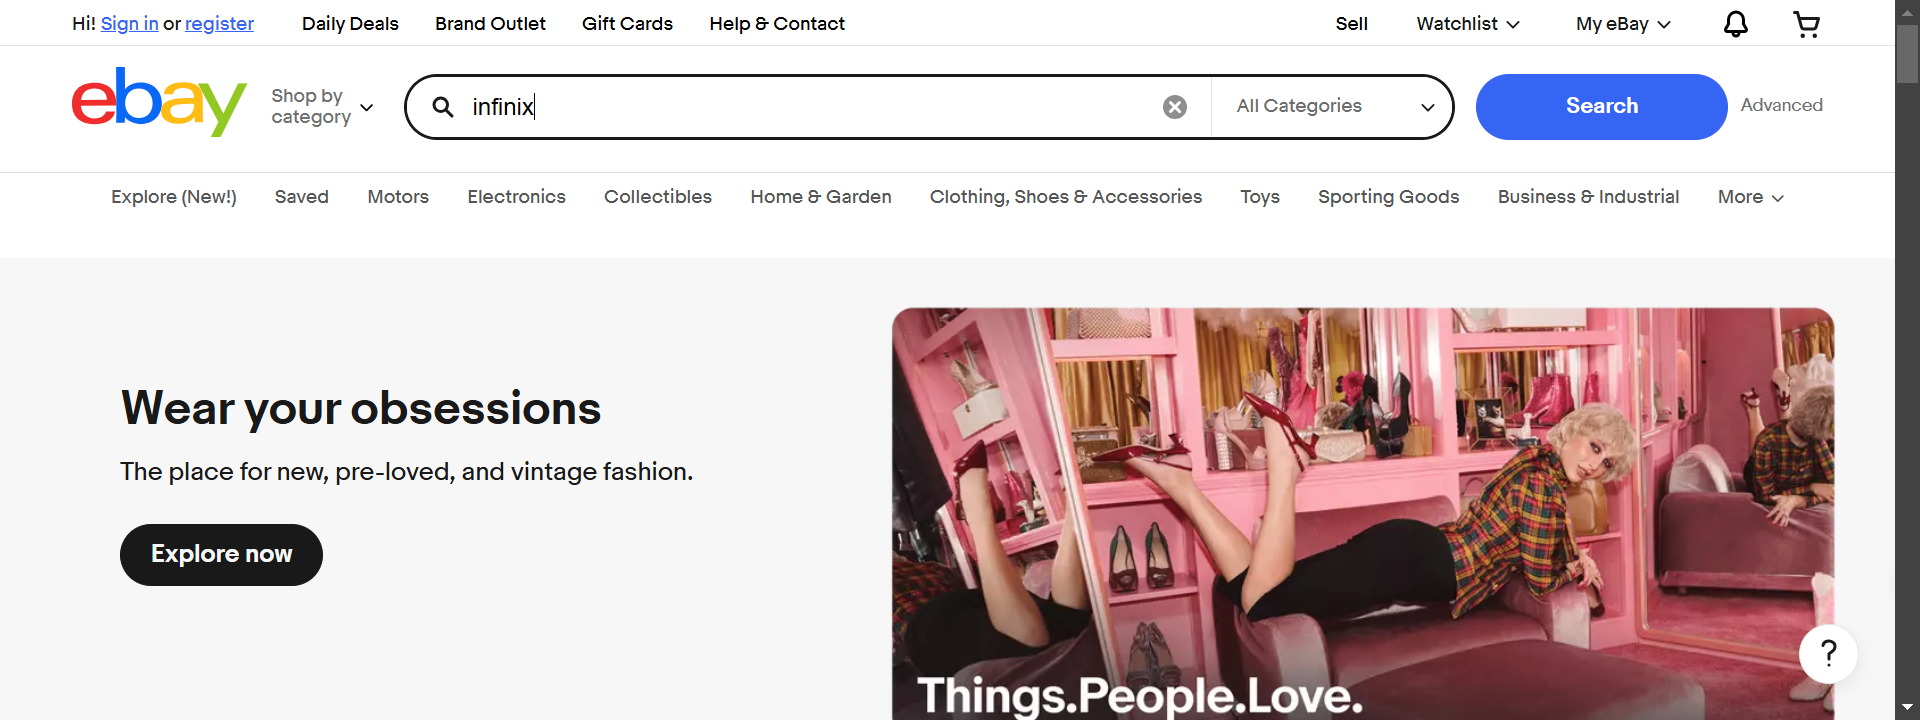 Hi! Sign in or register Daily Deals Brand Outlet Gift Cards Help & Contact Sell Watchlist My eBay
ebay
Shop by
category
infinix
All Categories
Search
Advanced
Explore (New!) Saved Motors Electronics Collectibles Home & Garden Clothing, Shoes & Accessories Toys Sporting Goods Business & Industrial More
Wear your obsessions
The place for new, pre-loved, and vintage fashion.
Explore now
Things.People.Love.
?